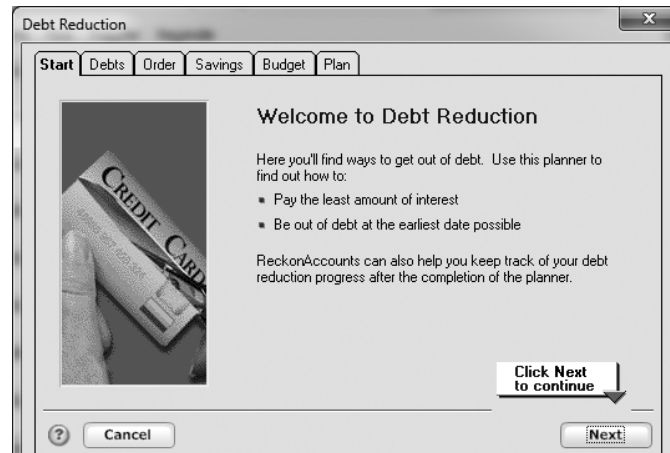 Debt Reduction
Start Debts Order Savings Budget Plan
Welcome to Debt Reduction
Here you'll find ways to get out of debt. Use this planner to
find out how to:
Pay the least amount of interest
Be out of debt at the earliest date possible
ReckonAccounts can also help you keep track of your debt
reduction progress after the completion of the planner.
CREDIT CARD
Click Next
to continue
? Cancel Next